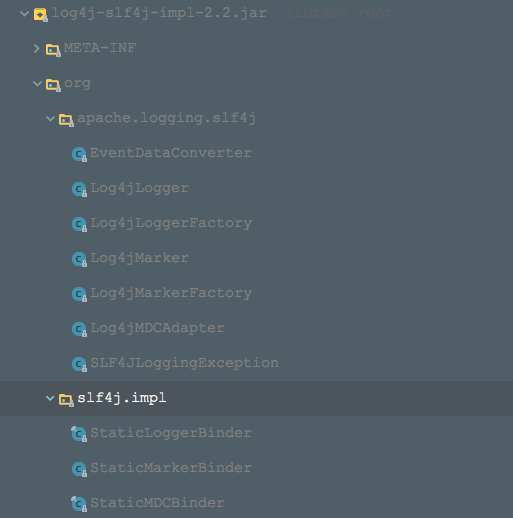 log4j-slf4j-impl-2.2.jar library root
META-INF
org
apache.logging.slf4j
EventDataConverter
Log4jLogger
Log4jLoggerFactory
Log4jMarker
Log4jMarkerFactory
Log4jMDCAdapter
SLF4JLoggingException
slf4j.impl
StaticLoggerBinder
StaticMarkerBinder
StaticMDCBinder